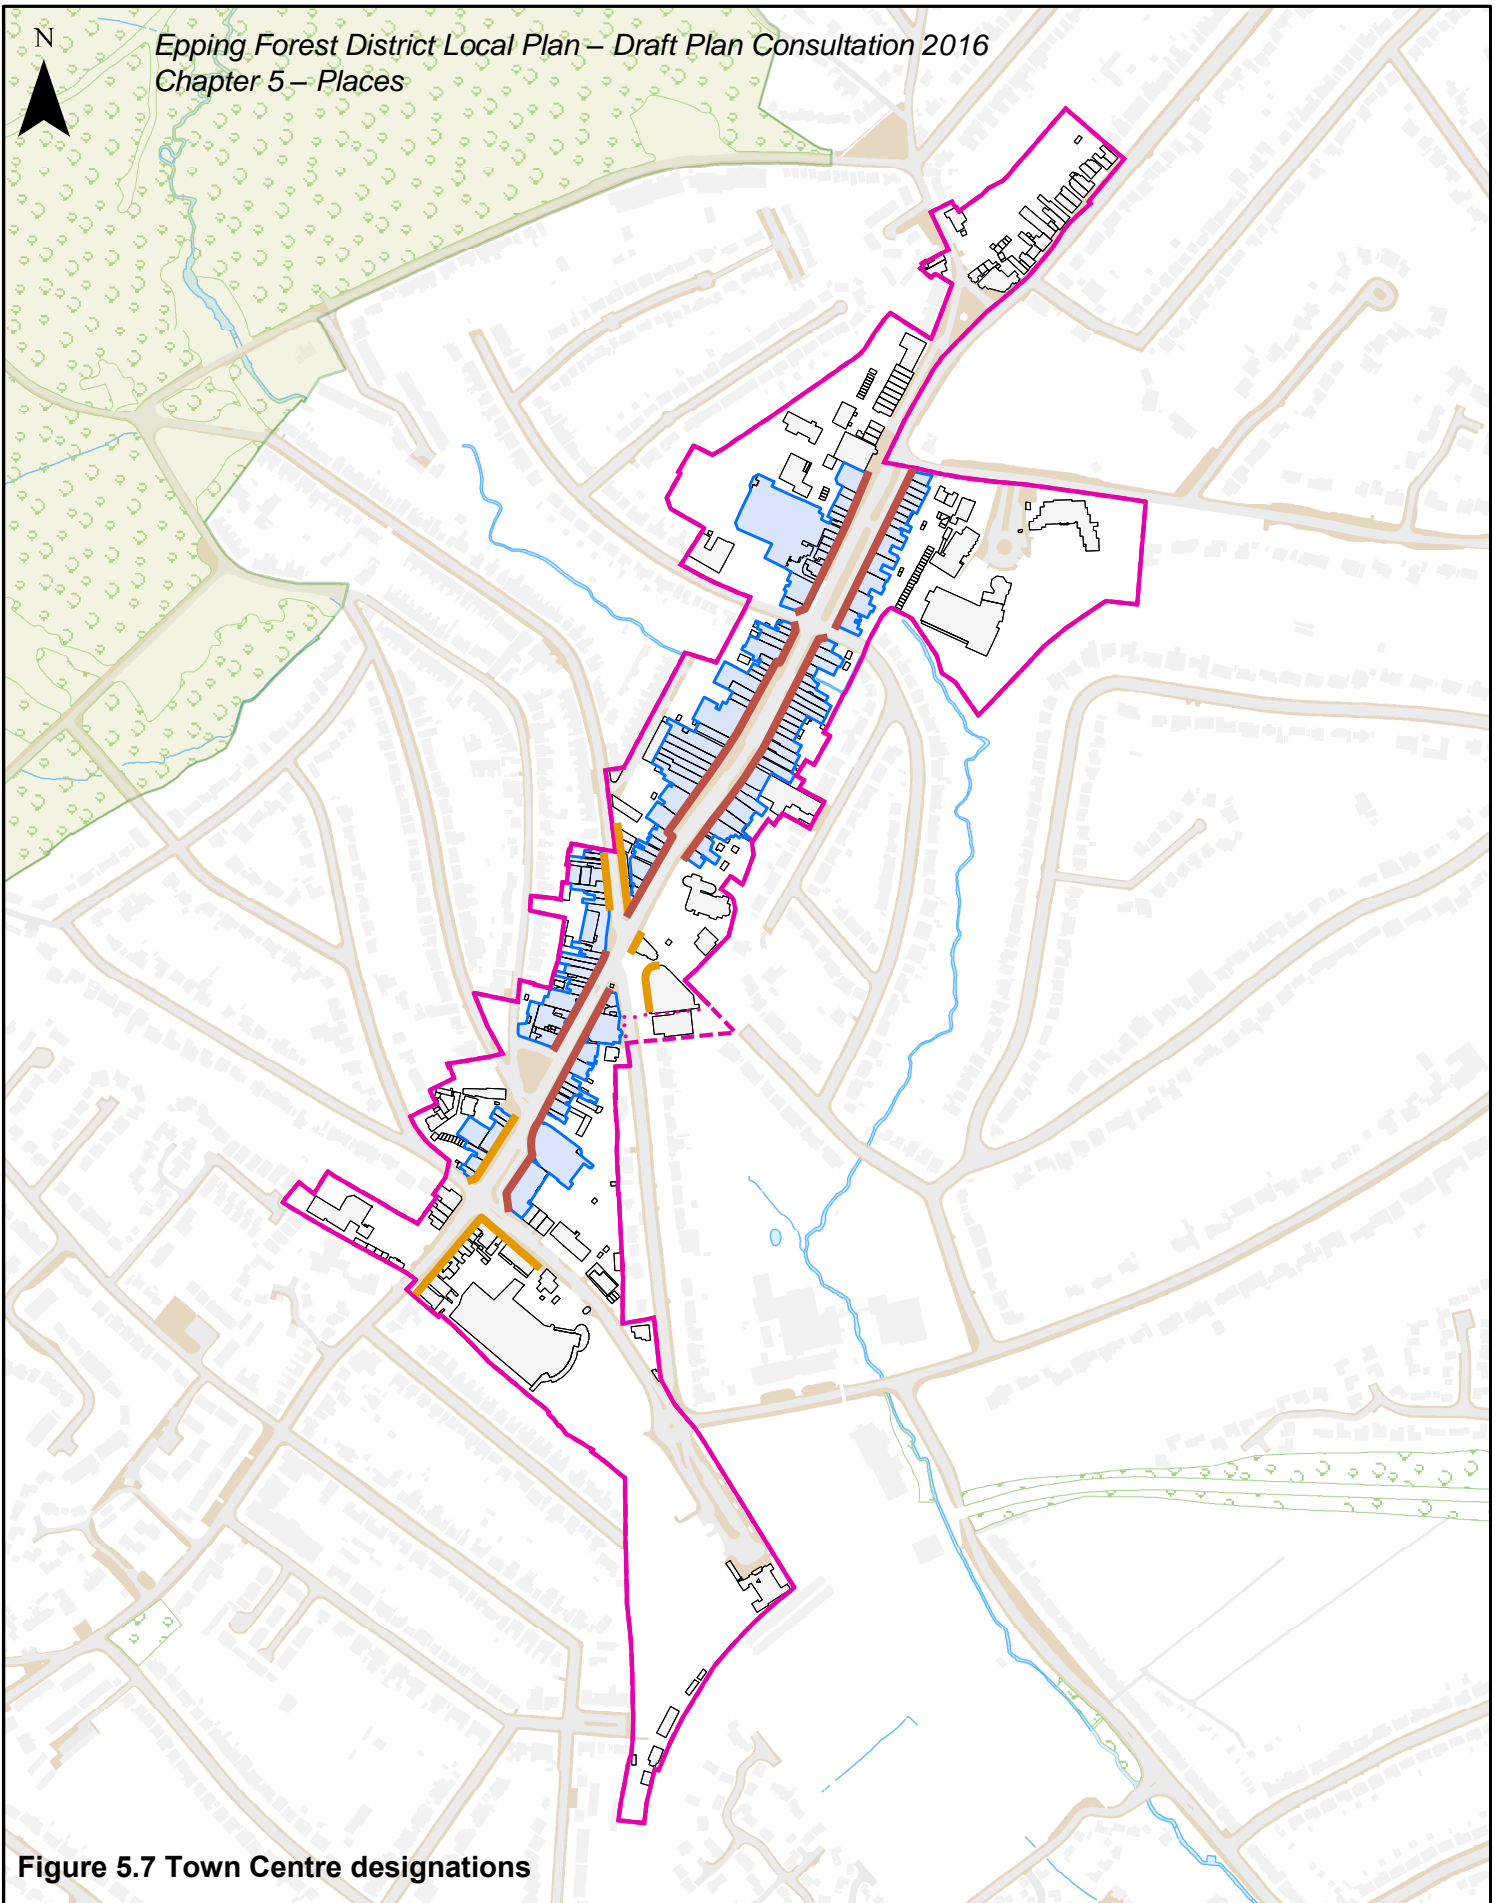 N
Epping Forest District Local Plan – Draft Plan Consultation 2016
Chapter 5 – Places
Figure 5.7 Town Centre designations